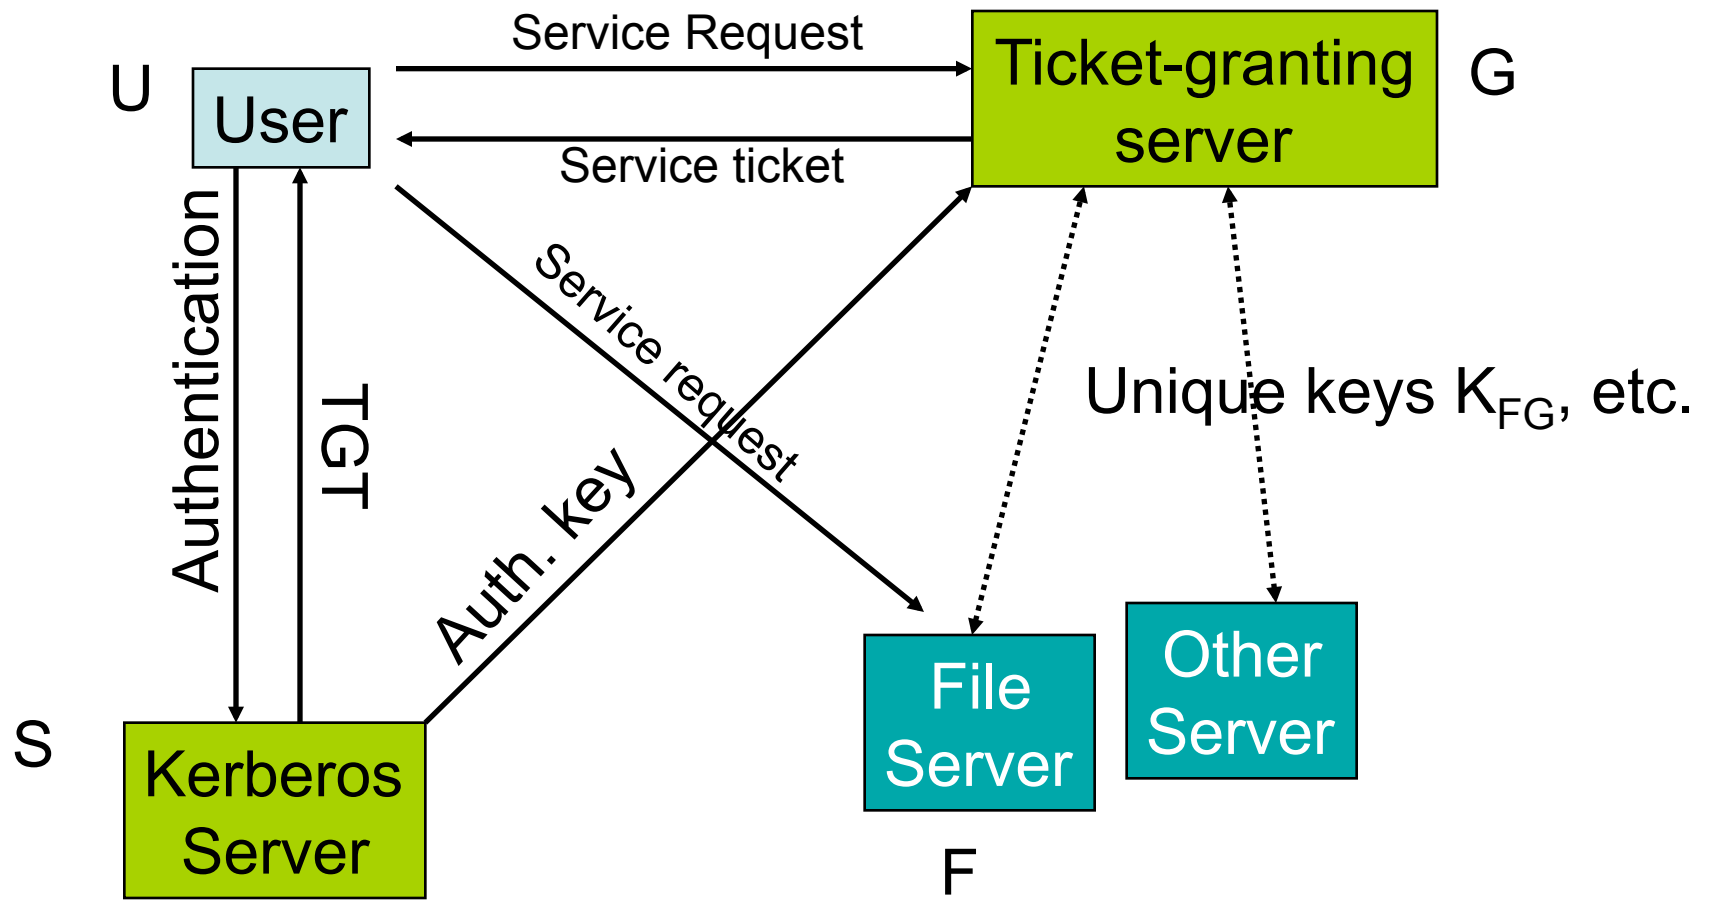 Service Request
U
User
Ticket-granting
server
G
Service ticket
Authentication
TGT
Service request
Auth. key
Unique keys K_FG, etc.
S
Kerberos
Server
File
Server
Other
Server
F